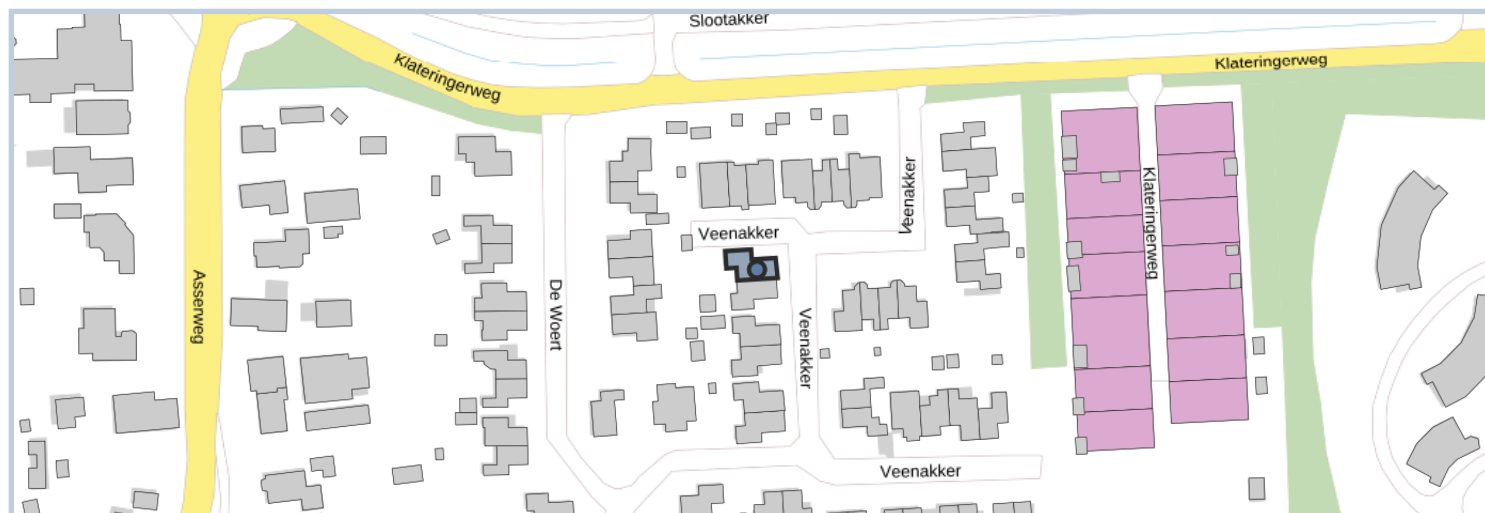 Slootakker
Klateringerweg
Klateringerweg
Veenakker
Klateringerweg
Veenakker
Asserweg
De Woert
Veenakker
Veenakker